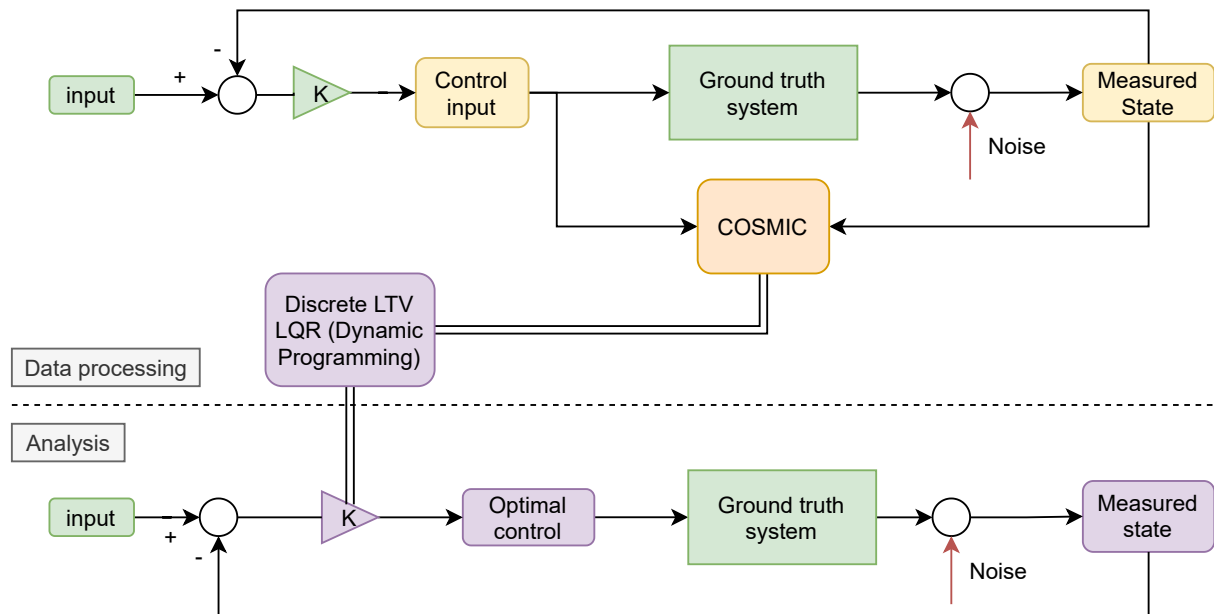 -
+
input
K
Control
input
Ground truth
system
Noise
Measured
State
COSMIC
Discrete LTV
LQR (Dynamic
Programming)
Data processing
Analysis
input
+
-
K
Optimal
control
Ground truth
system
Noise
Measured
state